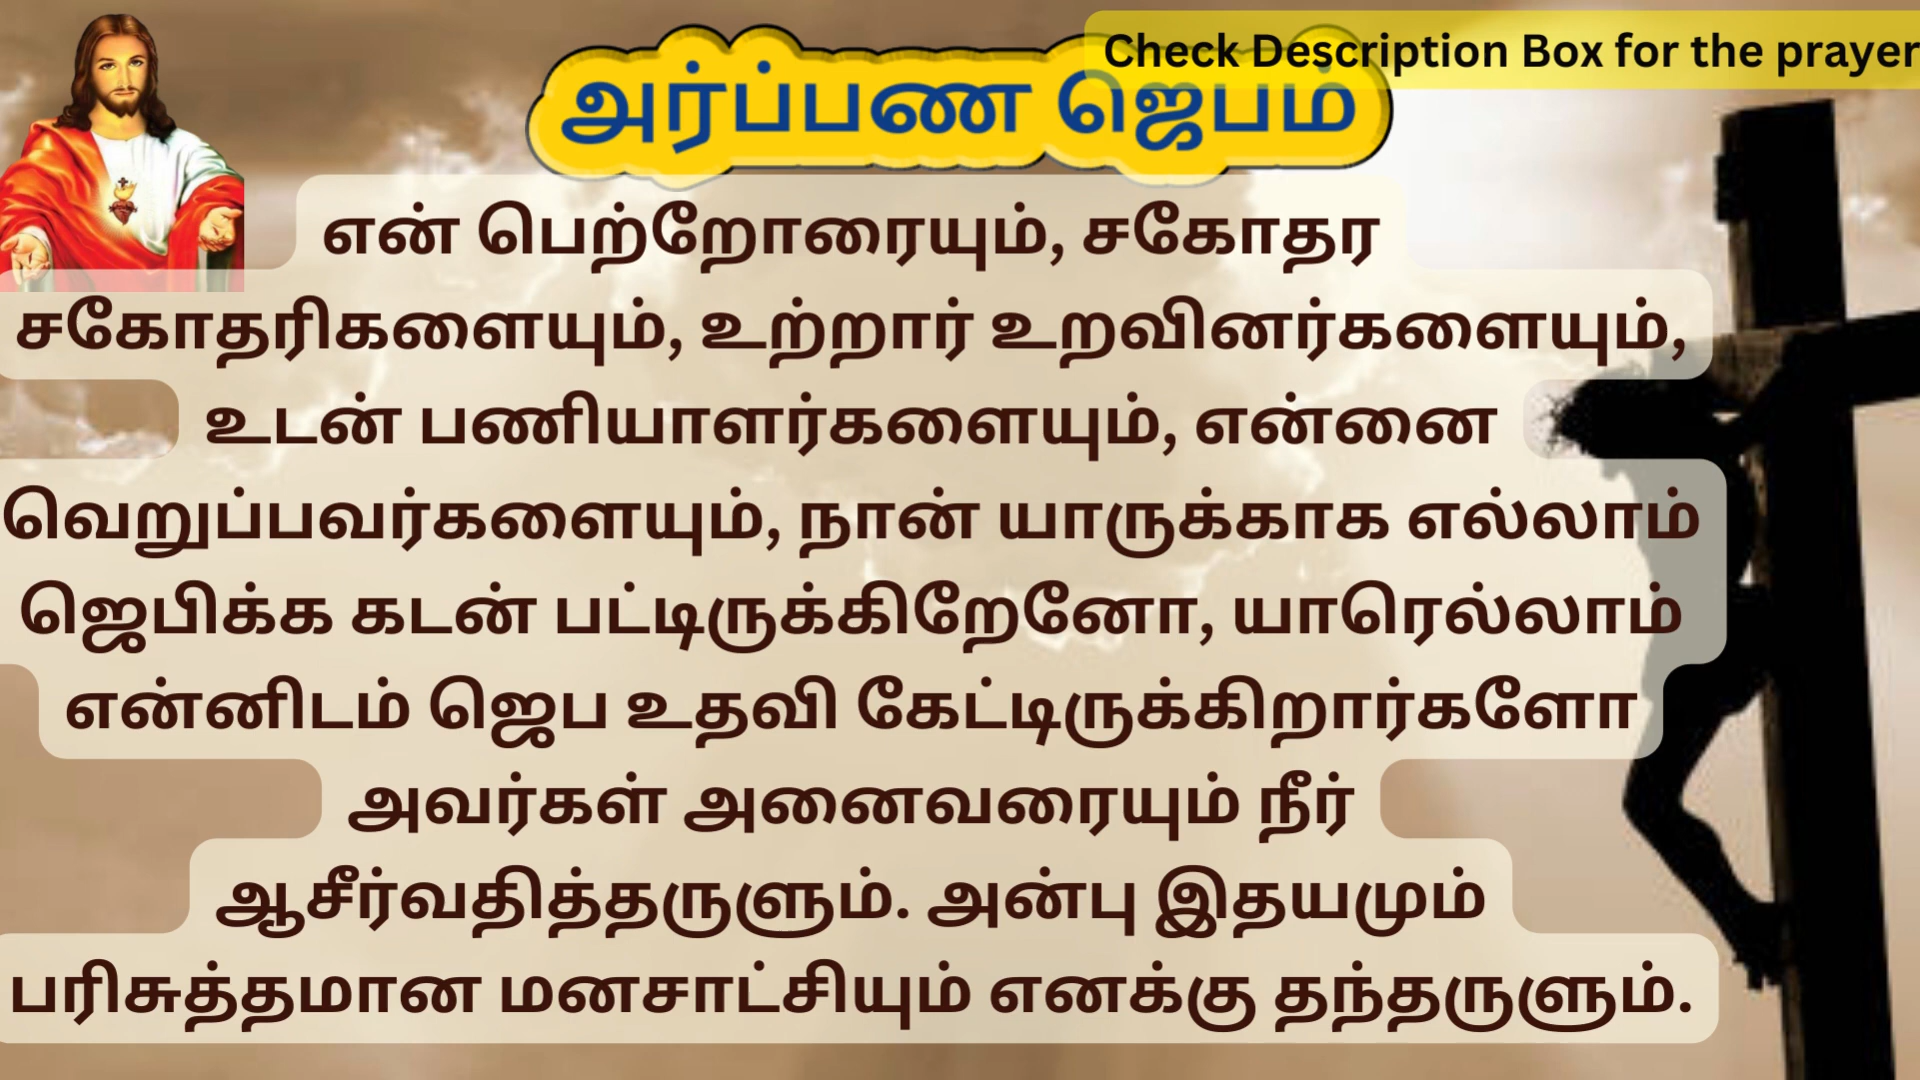 Check Description Box for the prayer
அர்ப்பண ஜெபம்
என் பெற்றோரையும், சகோதர
சகோதரிகளையும், உற்றார் உறவினர்களையும்,
உடன் பணியாளர்களையும், என்னை
வெறுப்பவர்களையும், நான் யாருக்காக எல்லாம்
ஜெபிக்க கடன் பட்டிருக்கிறேனோ, யாரெல்லாம்
என்னிடம் ஜெப உதவி கேட்டிருக்கிறார்களோ
அவர்கள் அனைவரையும் நீர்
ஆசீர்வதித்தருளும். அன்பு இதயமும்
பரிசுத்தமான மனசாட்சியும் எனக்கு தந்தருளும்.